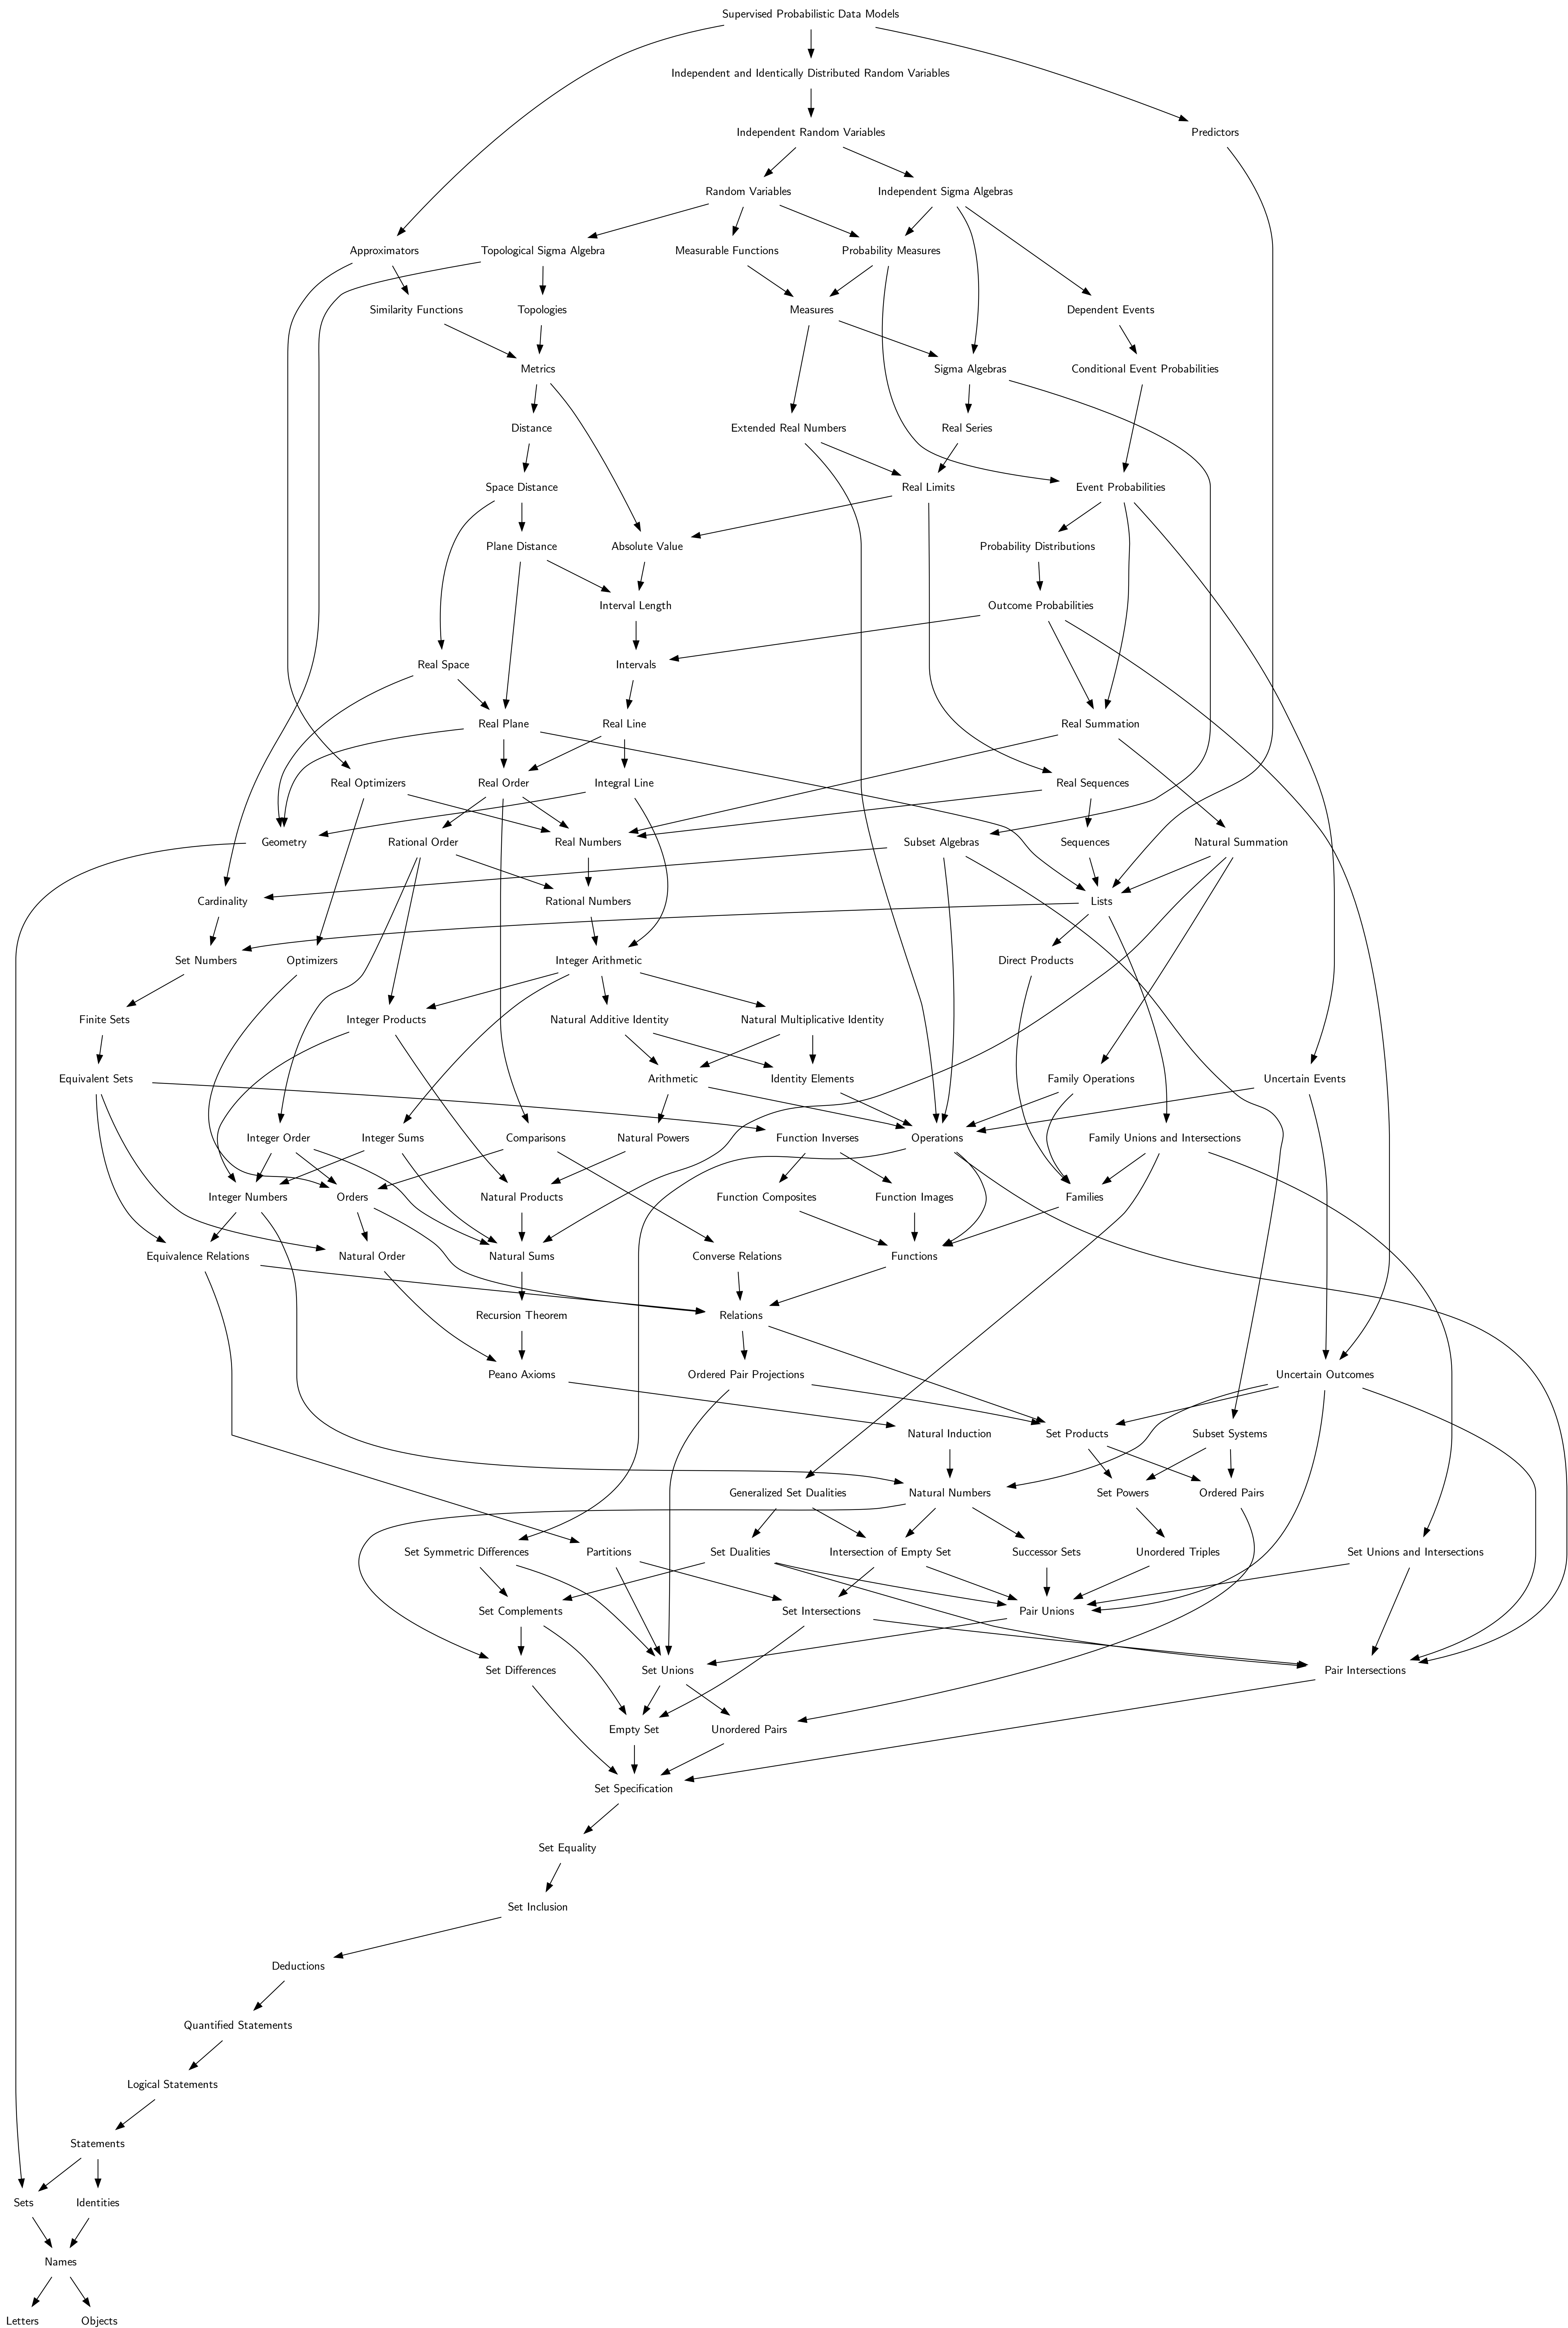 Supervised Probabilistic Data Models
Independent and Identically Distributed Random Variables
Independent Random Variables
Predictors
Random Variables
Independent Sigma Algebras
Approximators
Topological Sigma Algebra
Measurable Functions
Probability Measures
Similarity Functions
Topologies
Measures
Dependent Events
Metrics
Sigma Algebras
Conditional Event Probabilities
Distance
Extended Real Numbers
Real Series
Space Distance
Real Limits
Event Probabilities
Plane Distance
Absolute Value
Probability Distributions
Interval Length
Outcome Probabilities
Real Space
Intervals
Real Plane
Real Line
Real Summation
Real Optimizers
Real Order
Integral Line
Real Sequences
Geometry
Rational Order
Real Numbers
Subset Algebras
Sequences
Natural Summation
Cardinality
Rational Numbers
Lists
Set Numbers
Optimizers
Integer Arithmetic
Direct Products
Finite Sets
Integer Products
Natural Additive Identity
Natural Multiplicative Identity
Equivalent Sets
Arithmetic
Identity Elements
Family Operations
Uncertain Events
Integer Order
Integer Sums
Comparisons
Natural Powers
Function Inverses
Operations
Family Unions and Intersections
Integer Numbers
Orders
Natural Products
Function Composites
Function Images
Families
Equivalence Relations
Natural Order
Natural Sums
Converse Relations
Functions
Recursion Theorem
Relations
Peano Axioms
Ordered Pair Projections
Uncertain Outcomes
Natural Induction
Set Products
Subset Systems
Generalized Set Dualities
Natural Numbers
Set Powers
Ordered Pairs
Set Symmetric Differences
Partitions
Set Dualities
Intersection of Empty Set
Successor Sets
Unordered Triples
Set Unions and Intersections
Set Complements
Set Intersections
Pair Unions
Set Differences
Set Unions
Pair Intersections
Empty Set
Unordered Pairs
Set Specification
Set Equality
Set Inclusion
Deductions
Quantified Statements
Logical Statements
Statements
Sets
Identities
Names
Letters
Objects